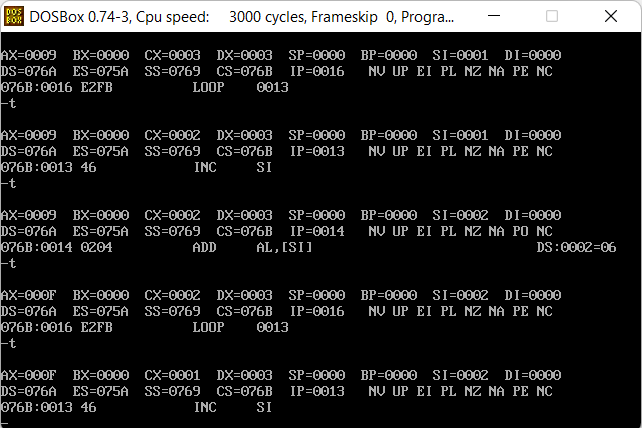 DOS BOX DOSBox 0.74-3, Cpu speed: 3000 cycles, Frameskip 0, Progra...
AX=0009 BX=0000 CX=0003 DX=0003 SP=0000 BP=0000 SI=0001 DI=0000
DS=076A ES=075A SS=0769 CS=076B IP=0016 NV UP EI PL NZ NA PE NC
076B:0016 E2FB LOOP 0013
-t
AX=0009 BX=0000 CX=0002 DX=0003 SP=0000 BP=0000 SI=0001 DI=0000
DS=076A ES=075A SS=0769 CS=076B IP=0013 NV UP EI PL NZ NA PE NC
076B:0013 46 INC SI
-t
AX=0009 BX=0000 CX=0002 DX=0003 SP=0000 BP=0000 SI=0002 DI=0000
DS=076A ES=075A SS=0769 CS=076B IP=0014 NV UP EI PL NZ NA PO NC
076B:0014 0204 ADD AL,[SI] DS:0002=06
-t
AX=000F BX=0000 CX=0002 DX=0003 SP=0000 BP=0000 SI=0002 DI=0000
DS=076A ES=075A SS=0769 CS=076B IP=0016 NV UP EI PL NZ NA PE NC
076B:0016 E2FB LOOP 0013
-t
AX=000F BX=0000 CX=0001 DX=0003 SP=0000 BP=0000 SI=0002 DI=0000
DS=076A ES=075A SS=0769 CS=076B IP=0013 NV UP EI PL NZ NA PE NC
076B:0013 46 INC SI
-